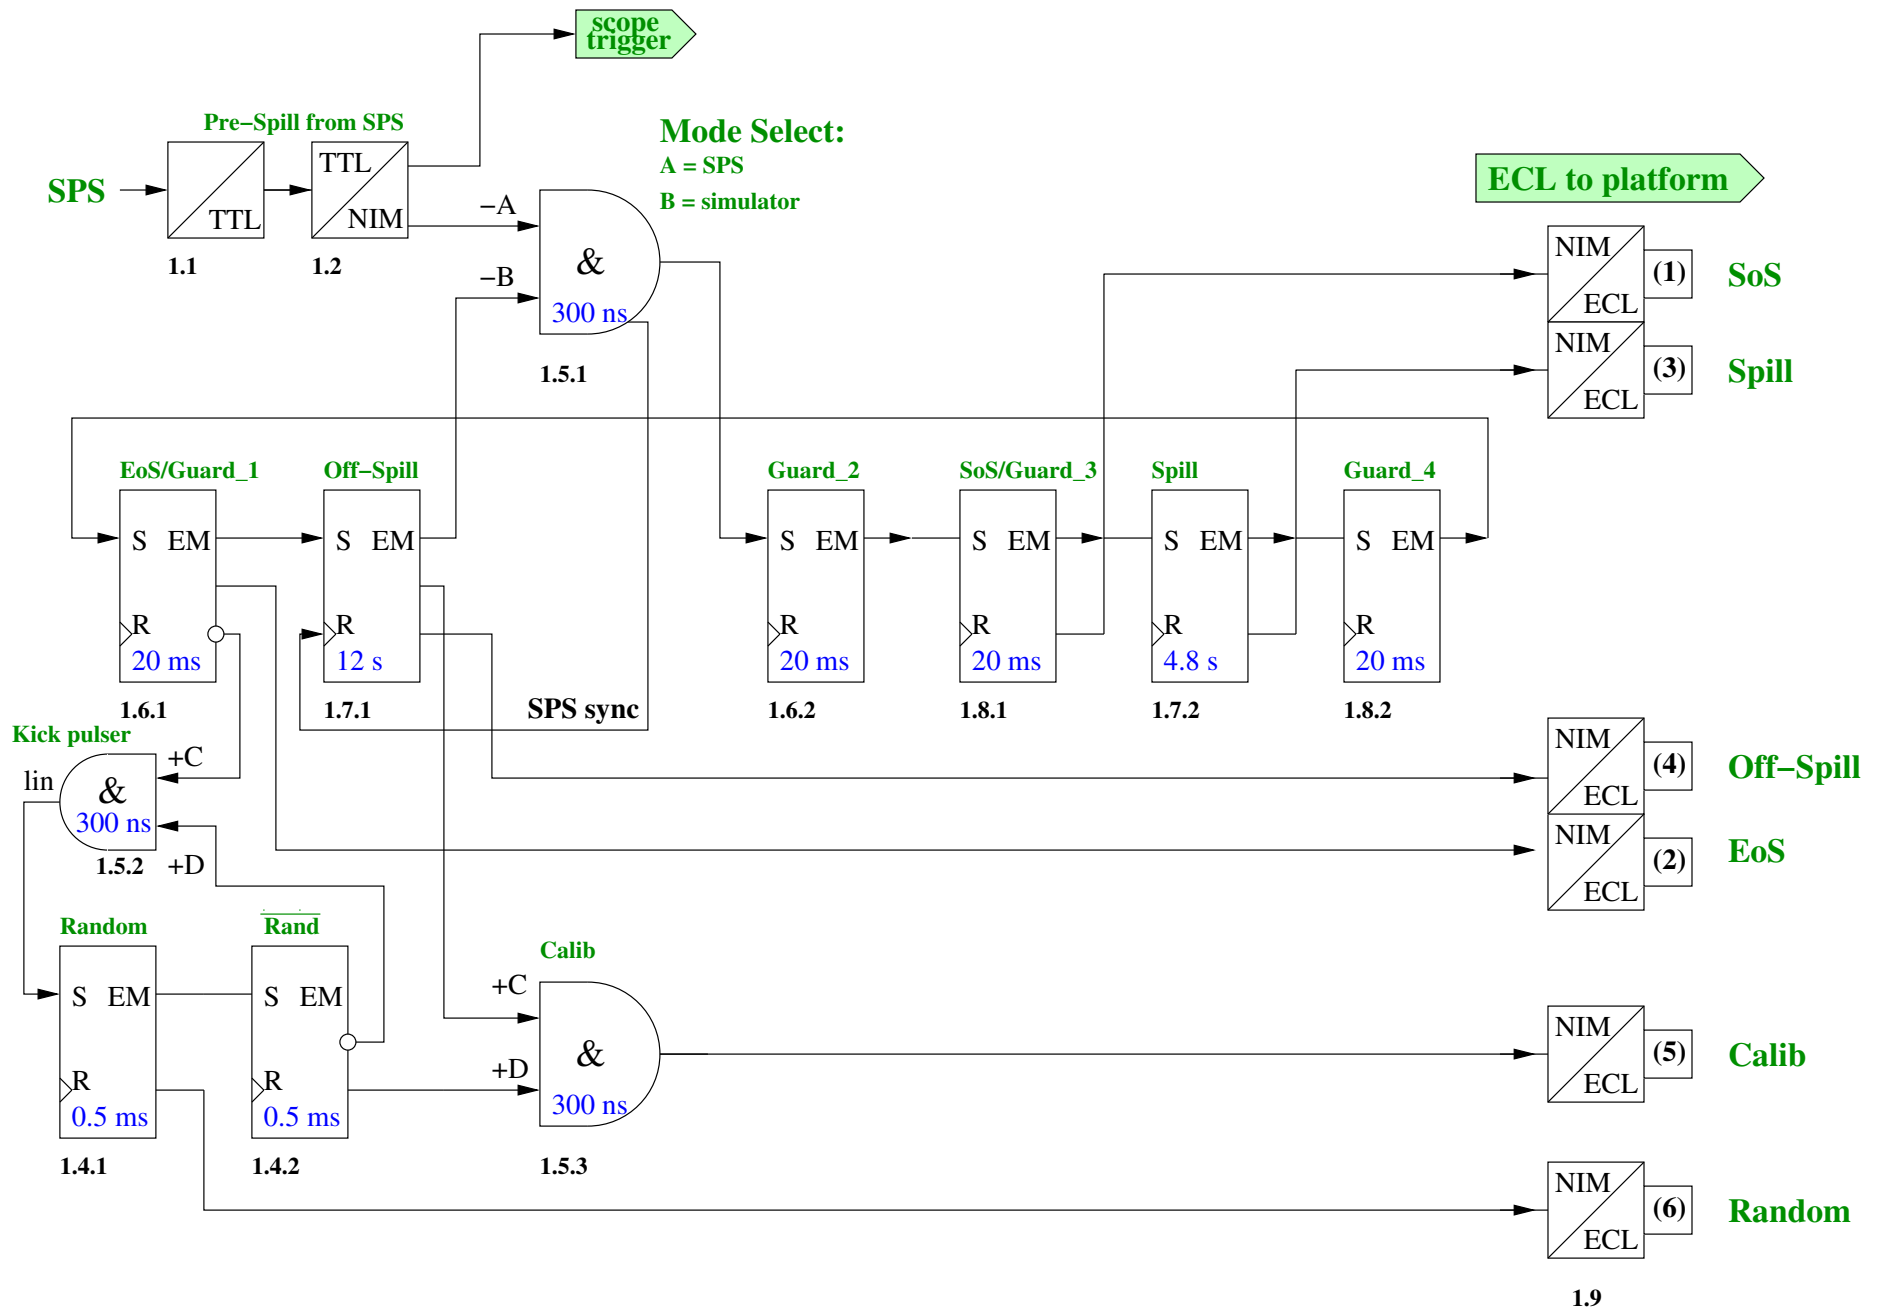 scope
trigger
Pre−Spill from SPS
Mode Select:
A = SPS
B = simulator
SPS
TTL
TTL
NIM
1.1
1.2
−A
−B
&
300 ns
1.5.1
ECL to platform
NIM
ECL
(1)
SoS
NIM
ECL
(3)
Spill
EoS/Guard_1
S EM
R
20 ms
1.6.1
Off−Spill
S EM
R
12 s
1.7.1
SPS sync
Guard_2
S EM
R
20 ms
1.6.2
SoS/Guard_3
S EM
R
20 ms
1.8.1
Spill
S EM
R
4.8 s
1.7.2
Guard_4
S EM
R
20 ms
1.8.2
Kick pulser
lin
+C
&
300 ns
1.5.2
+D
NIM
ECL
(4)
Off−Spill
NIM
ECL
(2)
EoS
Random
S EM
R
0.5 ms
1.4.1
Rand
S EM
R
0.5 ms
1.4.2
Calib
+C
+D
&
300 ns
1.5.3
NIM
ECL
(5)
Calib
NIM
ECL
(6)
Random
1.9